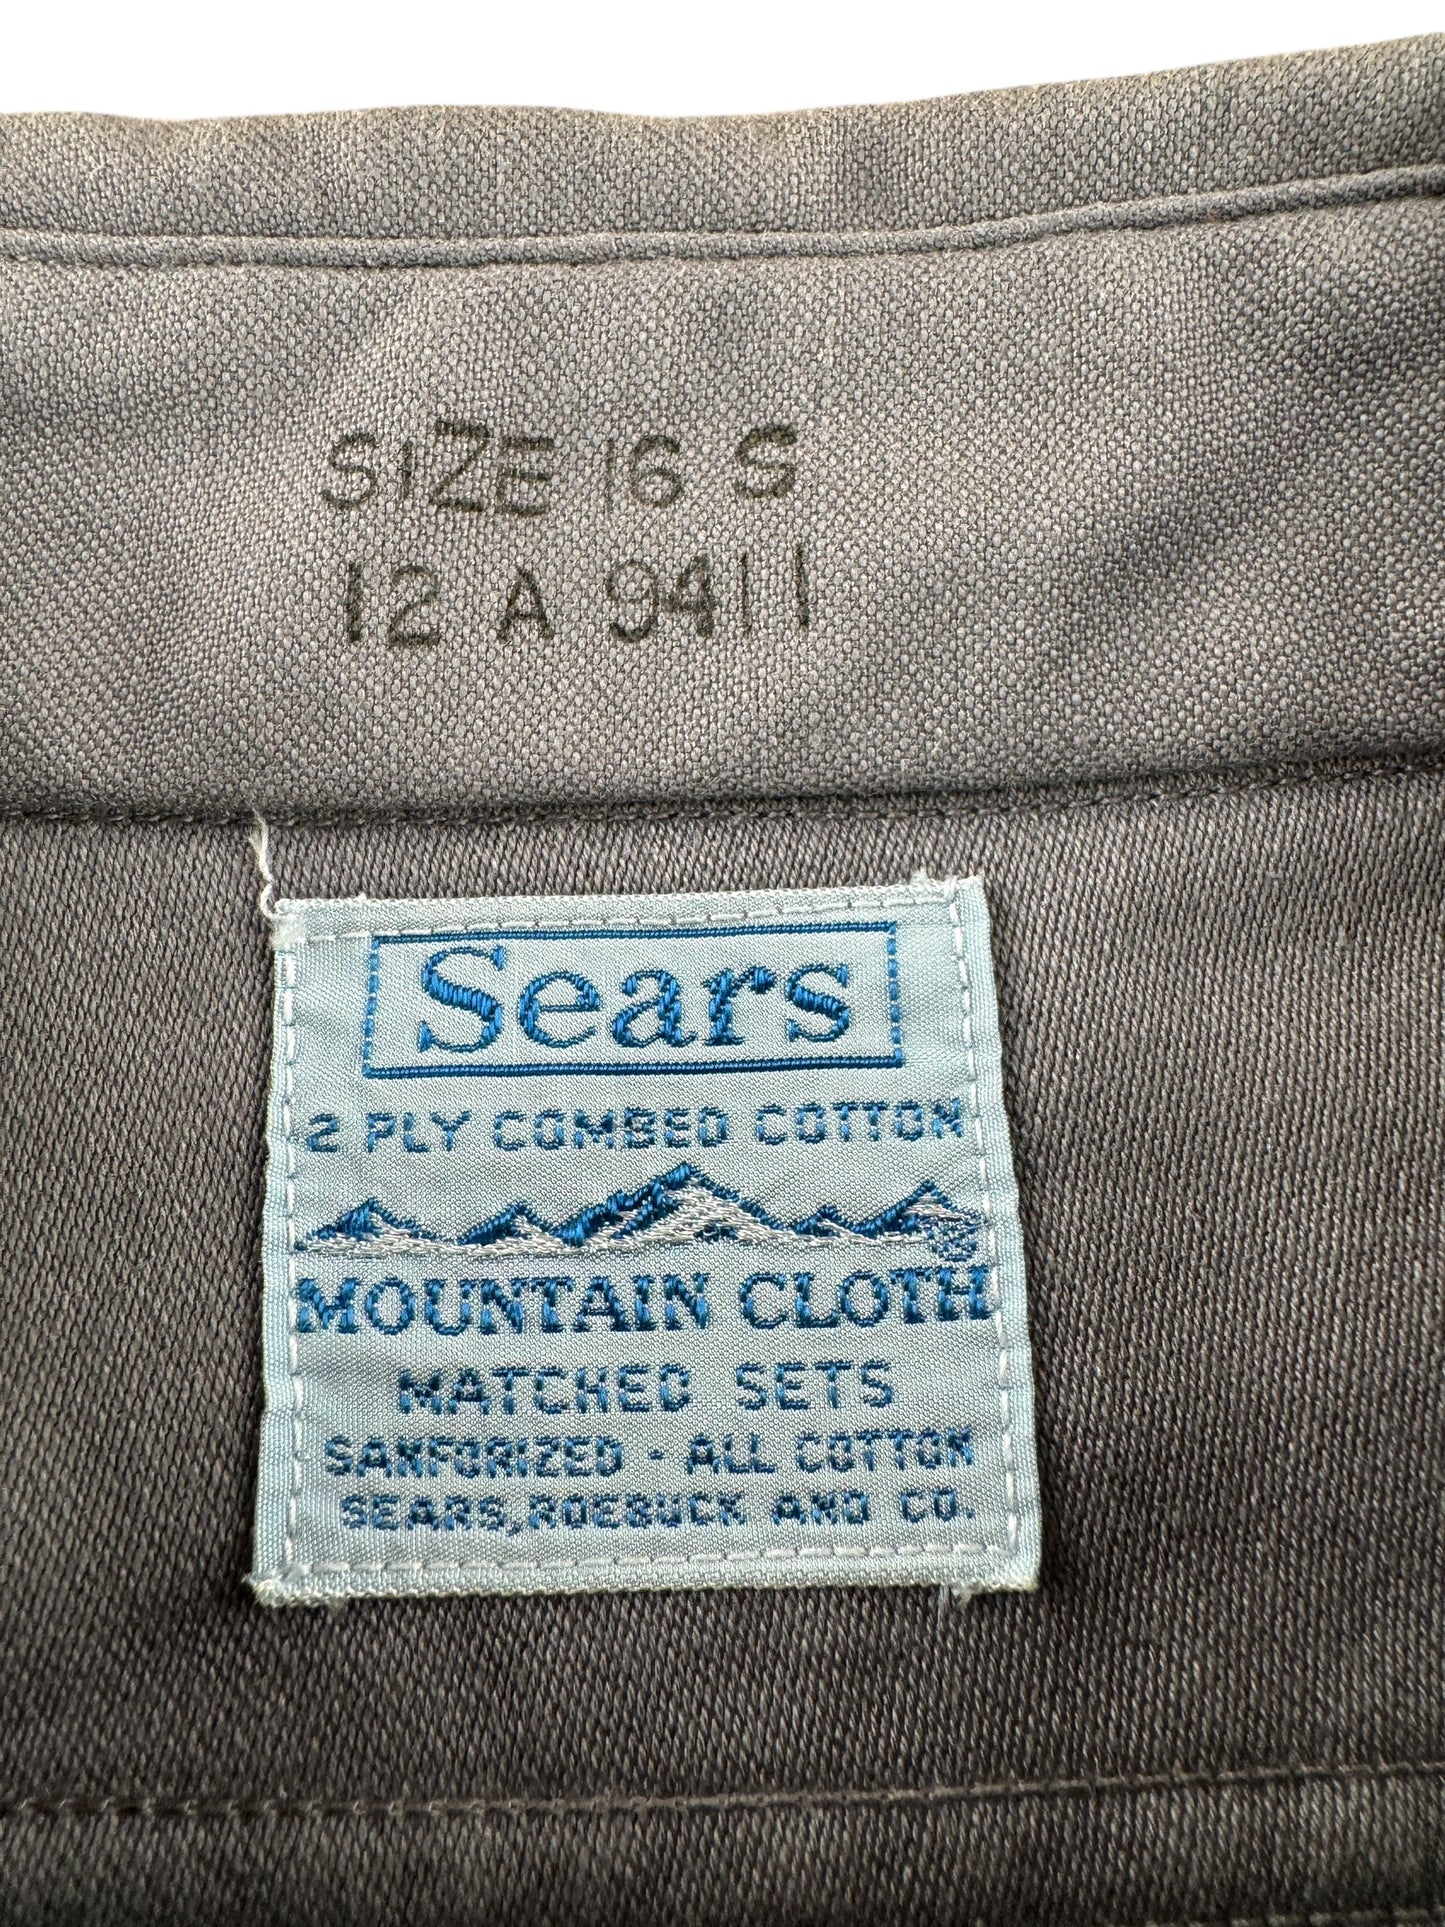 SIZE 16 S
12 A 9411
Sears
2 PLY COMBED COTTON
MOUNTAIN CLOTH
MATCHED SETS
SANFORIZED - ALL COTTON
SEARS, ROEBUCK AND CO.